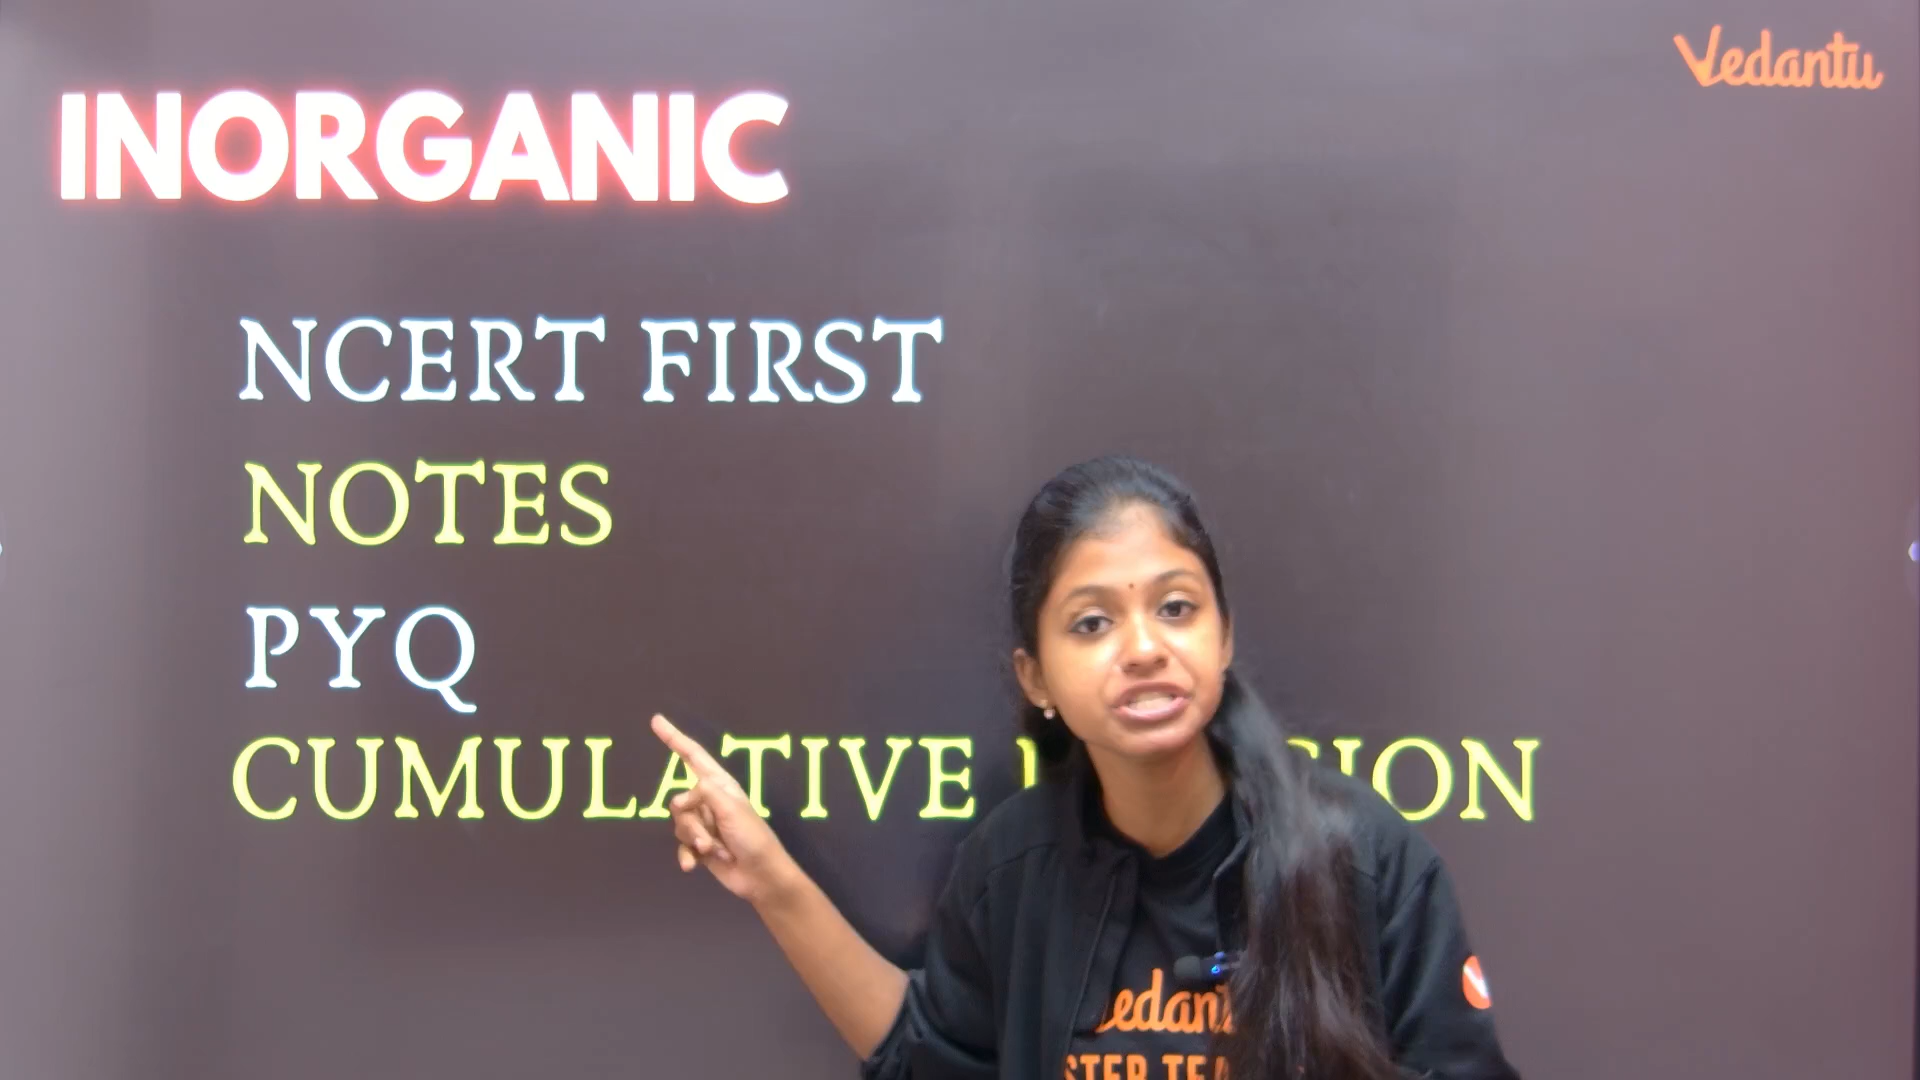 Vedantu
INORGANIC
NCERT FIRST
NOTES
PYQ
CUMULATIVE